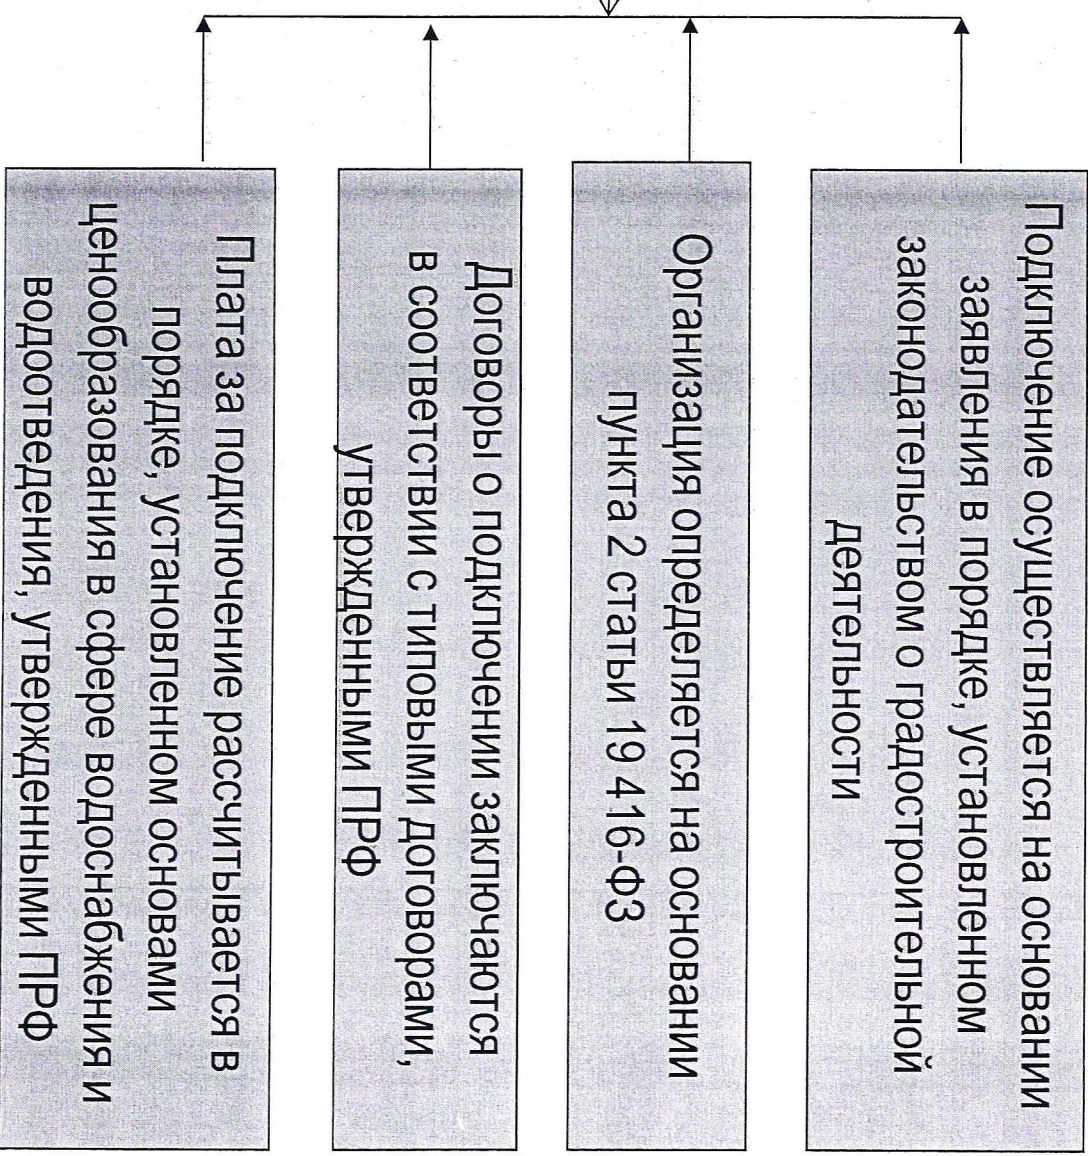 Подключение осуществляется на основании
заявления в порядке, установленном
законодательством о градостроительной
деятельности
Организация определяется на основании
пункта 2 статьи 19 416-ФЗ
Договоры о подключении заключаются
в соответствии с типовыми договорами,
утвержденными ПРФ
Плата за подключение рассчитывается в
порядке, установленном основами
ценообразования в сфере водоснабжения и
водоотведения, утвержденными ПРФ